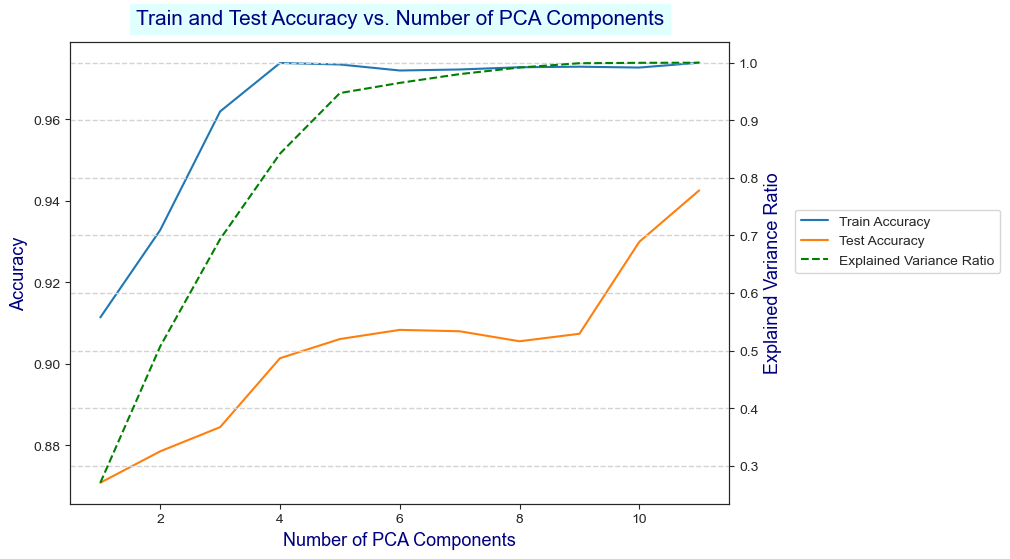 Train and Test Accuracy vs. Number of PCA Components
Accuracy
0.96
0.94
0.92
0.90
0.88
2
4
6
8
10
Number of PCA Components
1.0
0.9
0.8
0.7
0.6
0.5
0.4
0.3
Explained Variance Ratio
Train Accuracy
Test Accuracy
Explained Variance Ratio